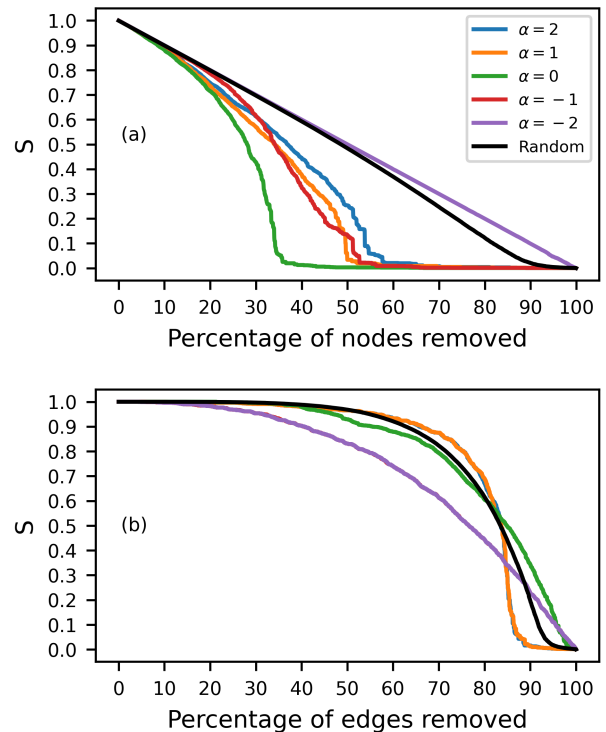 1.0
0.9
0.8
0.7
0.6
0.5
0.4
0.3
0.2
0.1
0.0
S
(a)
α = 2
α = 1
α = 0
α = −1
α = −2
Random
0 10 20 30 40 50 60 70 80 90 100
Percentage of nodes removed
1.0
0.9
0.8
0.7
0.6
0.5
0.4
0.3
0.2
0.1
0.0
S
(b)
0 10 20 30 40 50 60 70 80 90 100
Percentage of edges removed